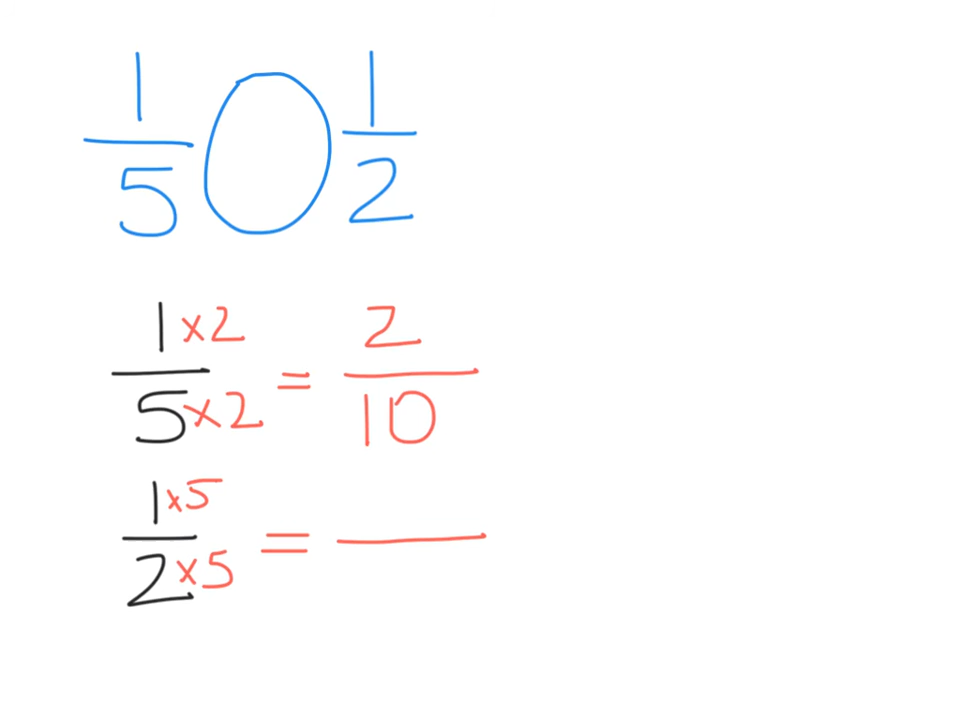 1/5 ◯ 1/2
1×2/5×2 = 2/10
1×5/2×5 =